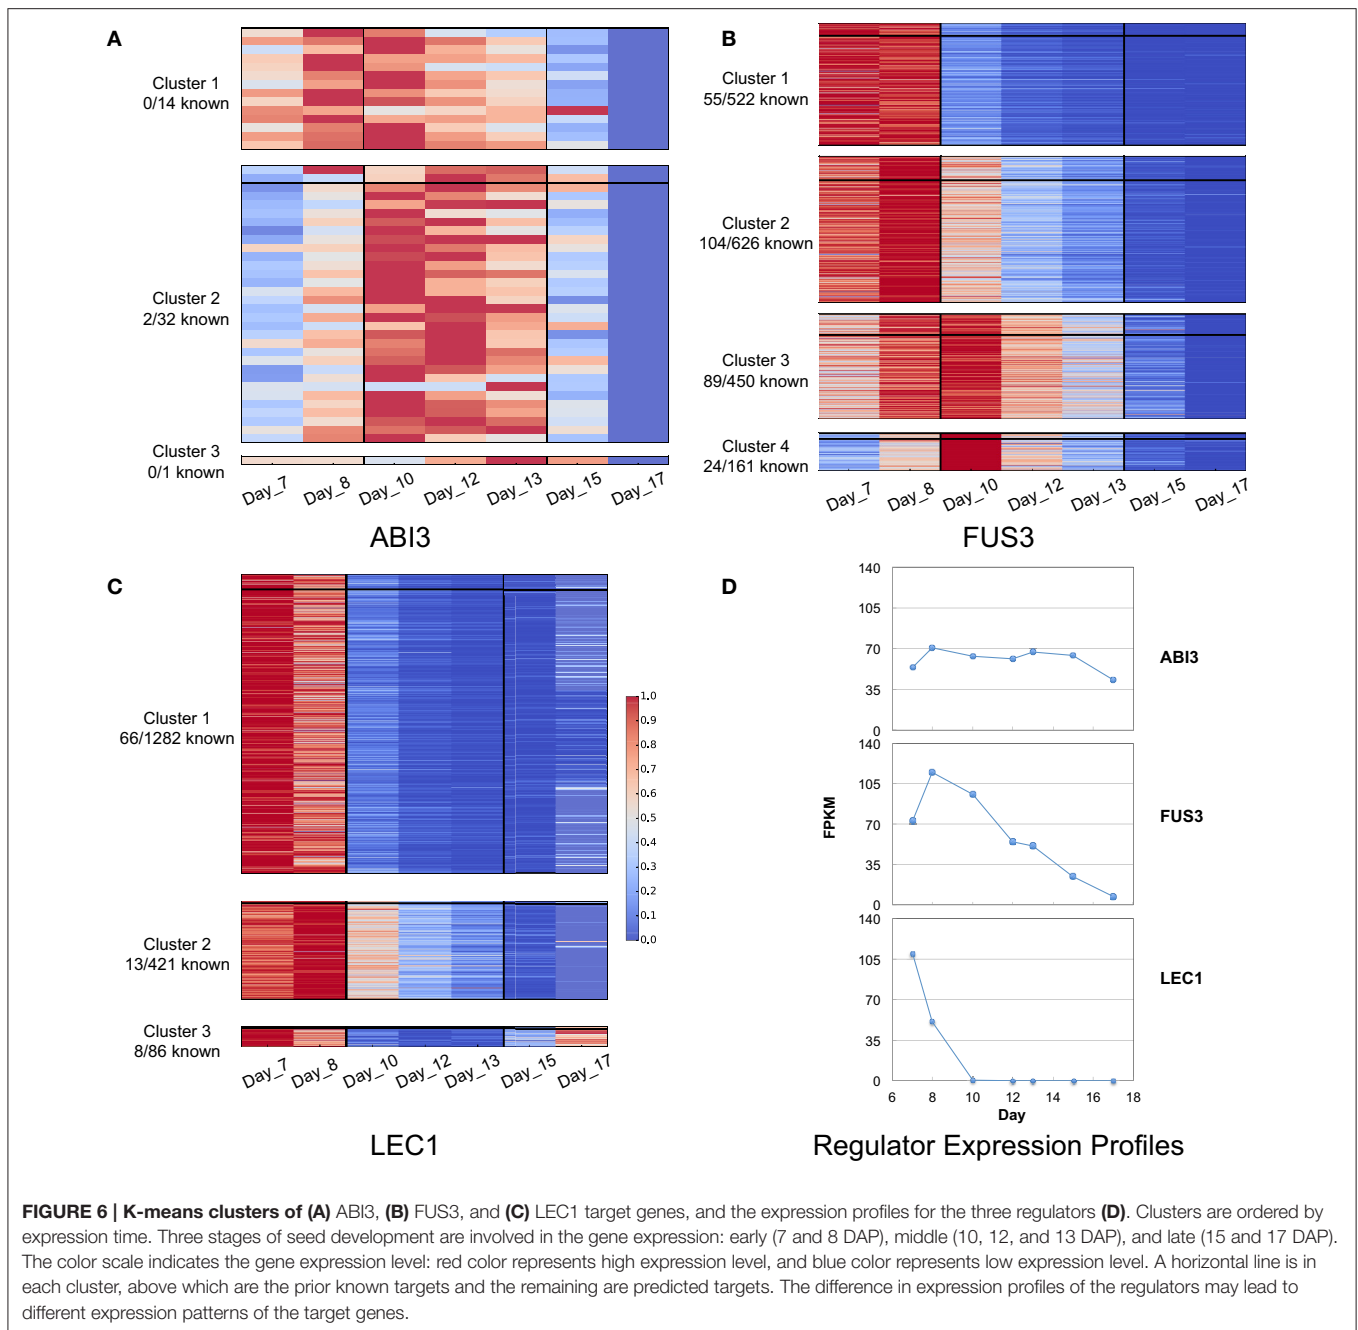 A
Cluster 1
0/14 known
Cluster 2
2/32 known
Cluster 3
0/1 known
Day_7
Day_8
Day_10
Day_12
Day_13
Day_15
Day_17
ABI3
B
Cluster 1
55/522 known
Cluster 2
104/626 known
Cluster 3
89/450 known
Cluster 4
24/161 known
Day_7
Day_8
Day_10
Day_12
Day_13
Day_15
Day_17
FUS3
C
Cluster 1
66/1282 known
Cluster 2
13/421 known
Cluster 3
8/86 known
Day_7
Day_8
Day_10
Day_12
Day_13
Day_15
Day_17
LEC1
1.0
0.9
0.8
0.7
0.6
0.5
0.4
0.3
0.2
0.1
0.0
D
140
105
70
35
0
ABI3
140
105
70
35
0
FUS3
FPKM
140
105
70
35
0
LEC1
6 8 10 12 14 16 18
Day
Regulator Expression Profiles
FIGURE 6 | K-means clusters of (A) ABI3, (B) FUS3, and (C) LEC1 target genes, and the expression profiles for the three regulators (D). Clusters are ordered by
expression time. Three stages of seed development are involved in the gene expression: early (7 and 8 DAP), middle (10, 12, and 13 DAP), and late (15 and 17 DAP).
The color scale indicates the gene expression level: red color represents high expression level, and blue color represents low expression level. A horizontal line is in
each cluster, above which are the prior known targets and the remaining are predicted targets. The difference in expression profiles of the regulators may lead to
different expression patterns of the target genes.